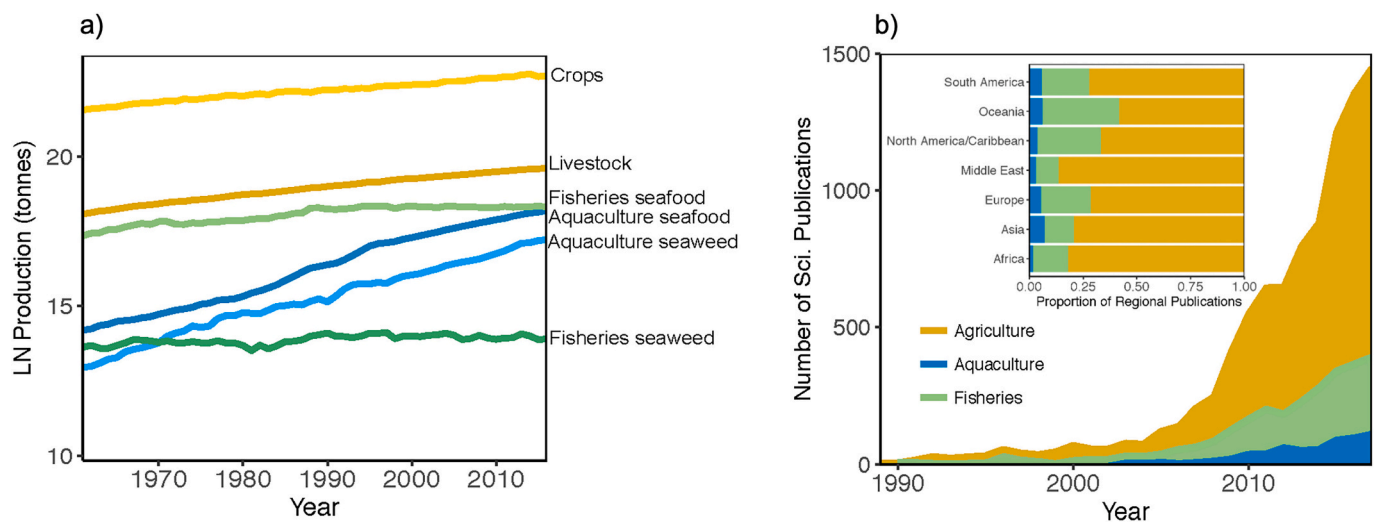 a)
LN Production (tonnes)
20
15
10
1970
1980
1990
2000
2010
Year
Crops
Livestock
Fisheries seafood
Aquaculture seafood
Aquaculture seaweed
Fisheries seaweed
b)
Number of Sci. Publications
1500
1000
500
0
1990
2000
2010
Year
South America
Oceania
North America/Caribbean
Middle East
Europe
Asia
Africa
0.00
0.25
0.50
0.75
1.00
Proportion of Regional Publications
Agriculture
Aquaculture
Fisheries